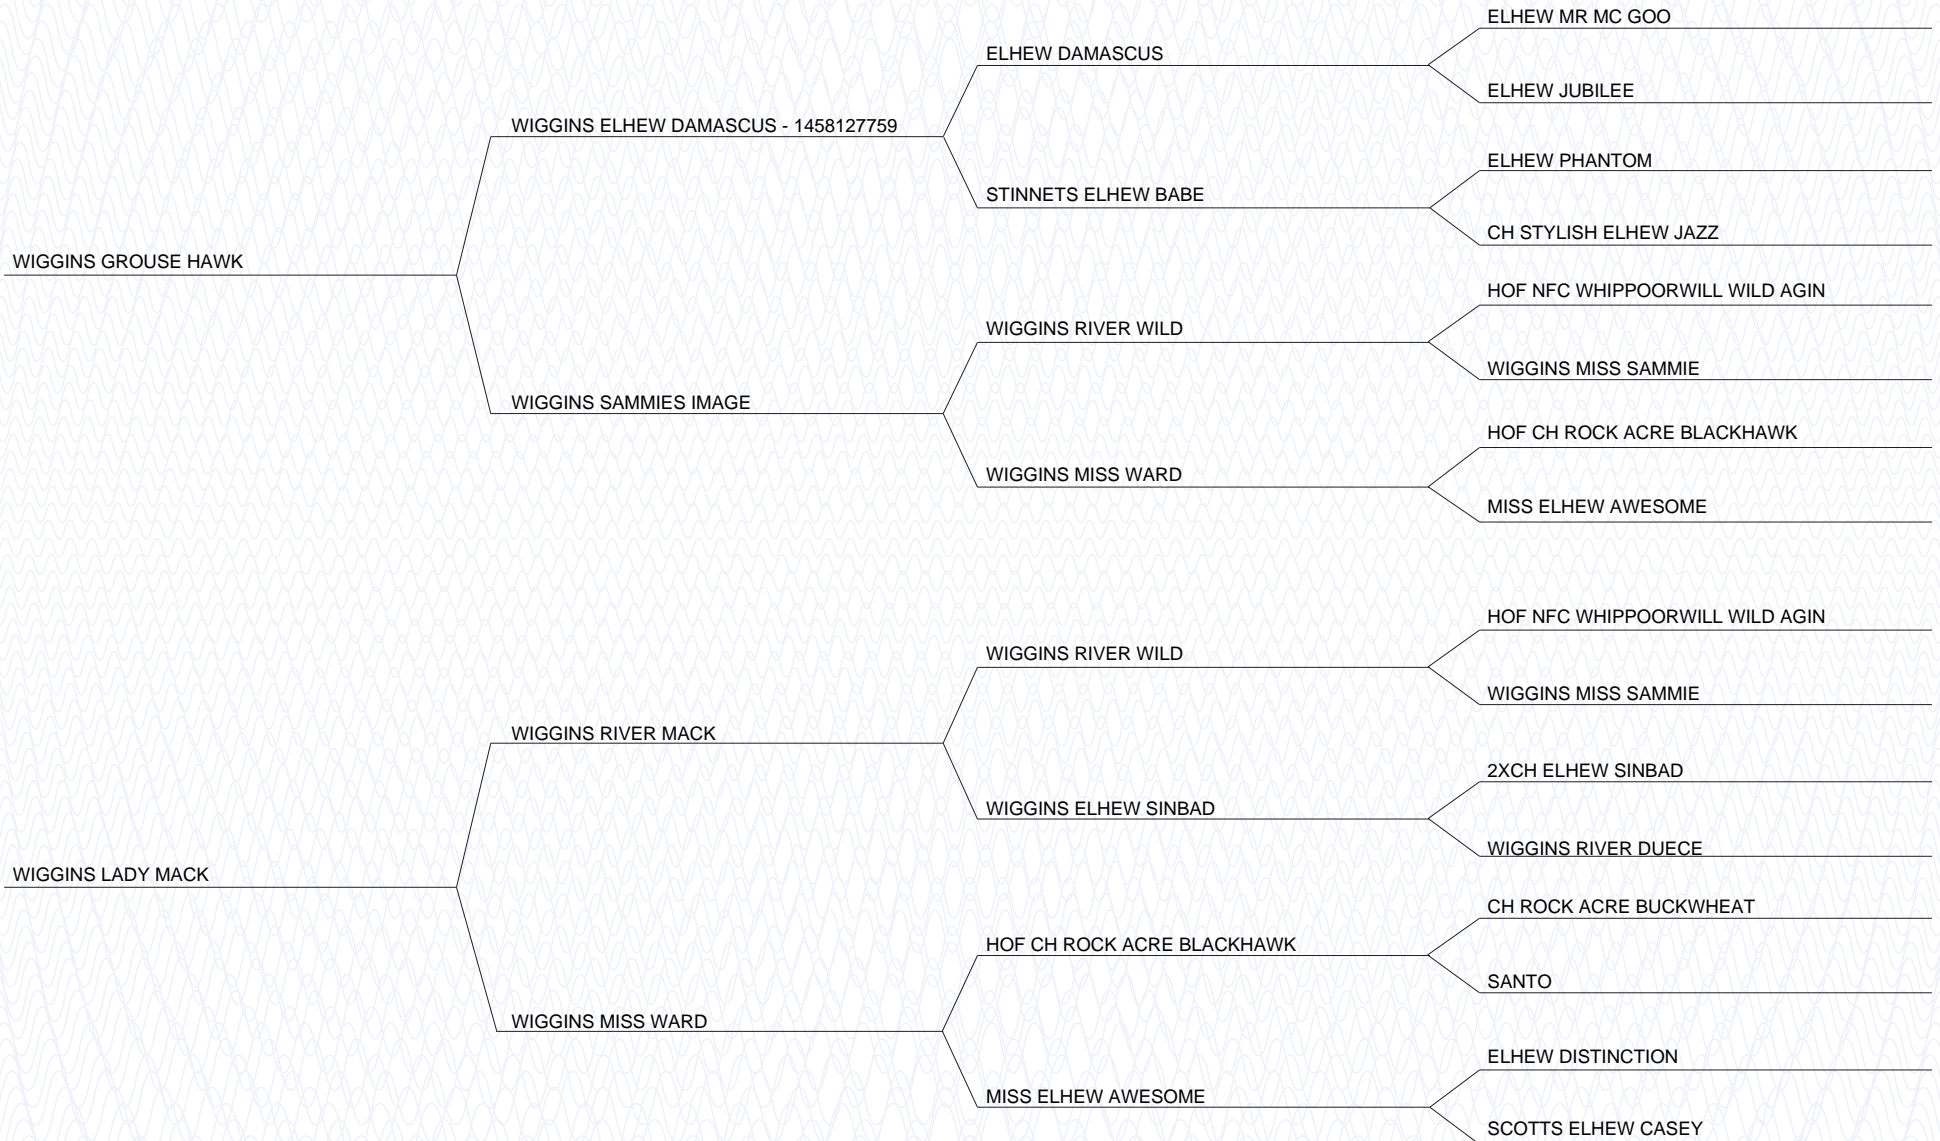 ELHEW MR MC GOO
ELHEW DAMASCUS
ELHEW JUBILEE
WIGGINS ELHEW DAMASCUS - 1458127759
ELHEW PHANTOM
STINNETS ELHEW BABE
CH STYLISH ELHEW JAZZ
WIGGINS GROUSE HAWK
HOF NFC WHIPPOORWILL WILD AGIN
WIGGINS RIVER WILD
WIGGINS MISS SAMMIE
WIGGINS SAMMIES IMAGE
HOF CH ROCK ACRE BLACKHAWK
WIGGINS MISS WARD
MISS ELHEW AWESOME
HOF NFC WHIPPOORWILL WILD AGIN
WIGGINS RIVER WILD
WIGGINS MISS SAMMIE
WIGGINS RIVER MACK
2XCH ELHEW SINBAD
WIGGINS ELHEW SINBAD
WIGGINS RIVER DUECE
WIGGINS LADY MACK
CH ROCK ACRE BUCKWHEAT
HOF CH ROCK ACRE BLACKHAWK
SANTO
WIGGINS MISS WARD
ELHEW DISTINCTION
MISS ELHEW AWESOME
SCOTTS ELHEW CASEY